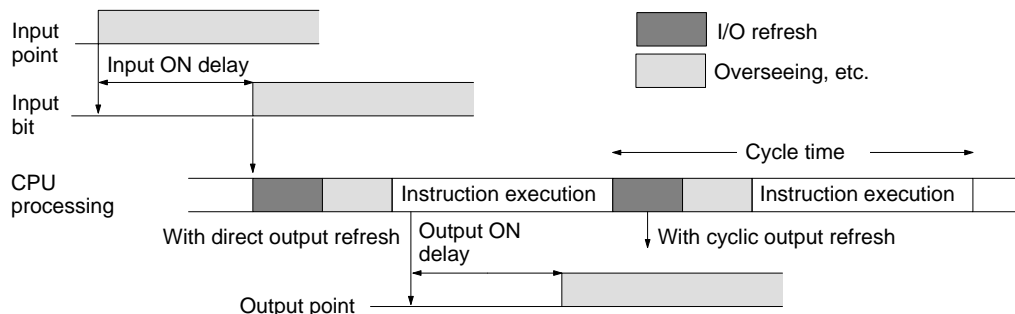 Input
point
I/O refresh
Input ON delay
Overseeing, etc.
Input
bit
Cycle time
CPU
processing
Instruction execution
Instruction execution
With direct output refresh
Output ON
delay
With cyclic output refresh
Output point